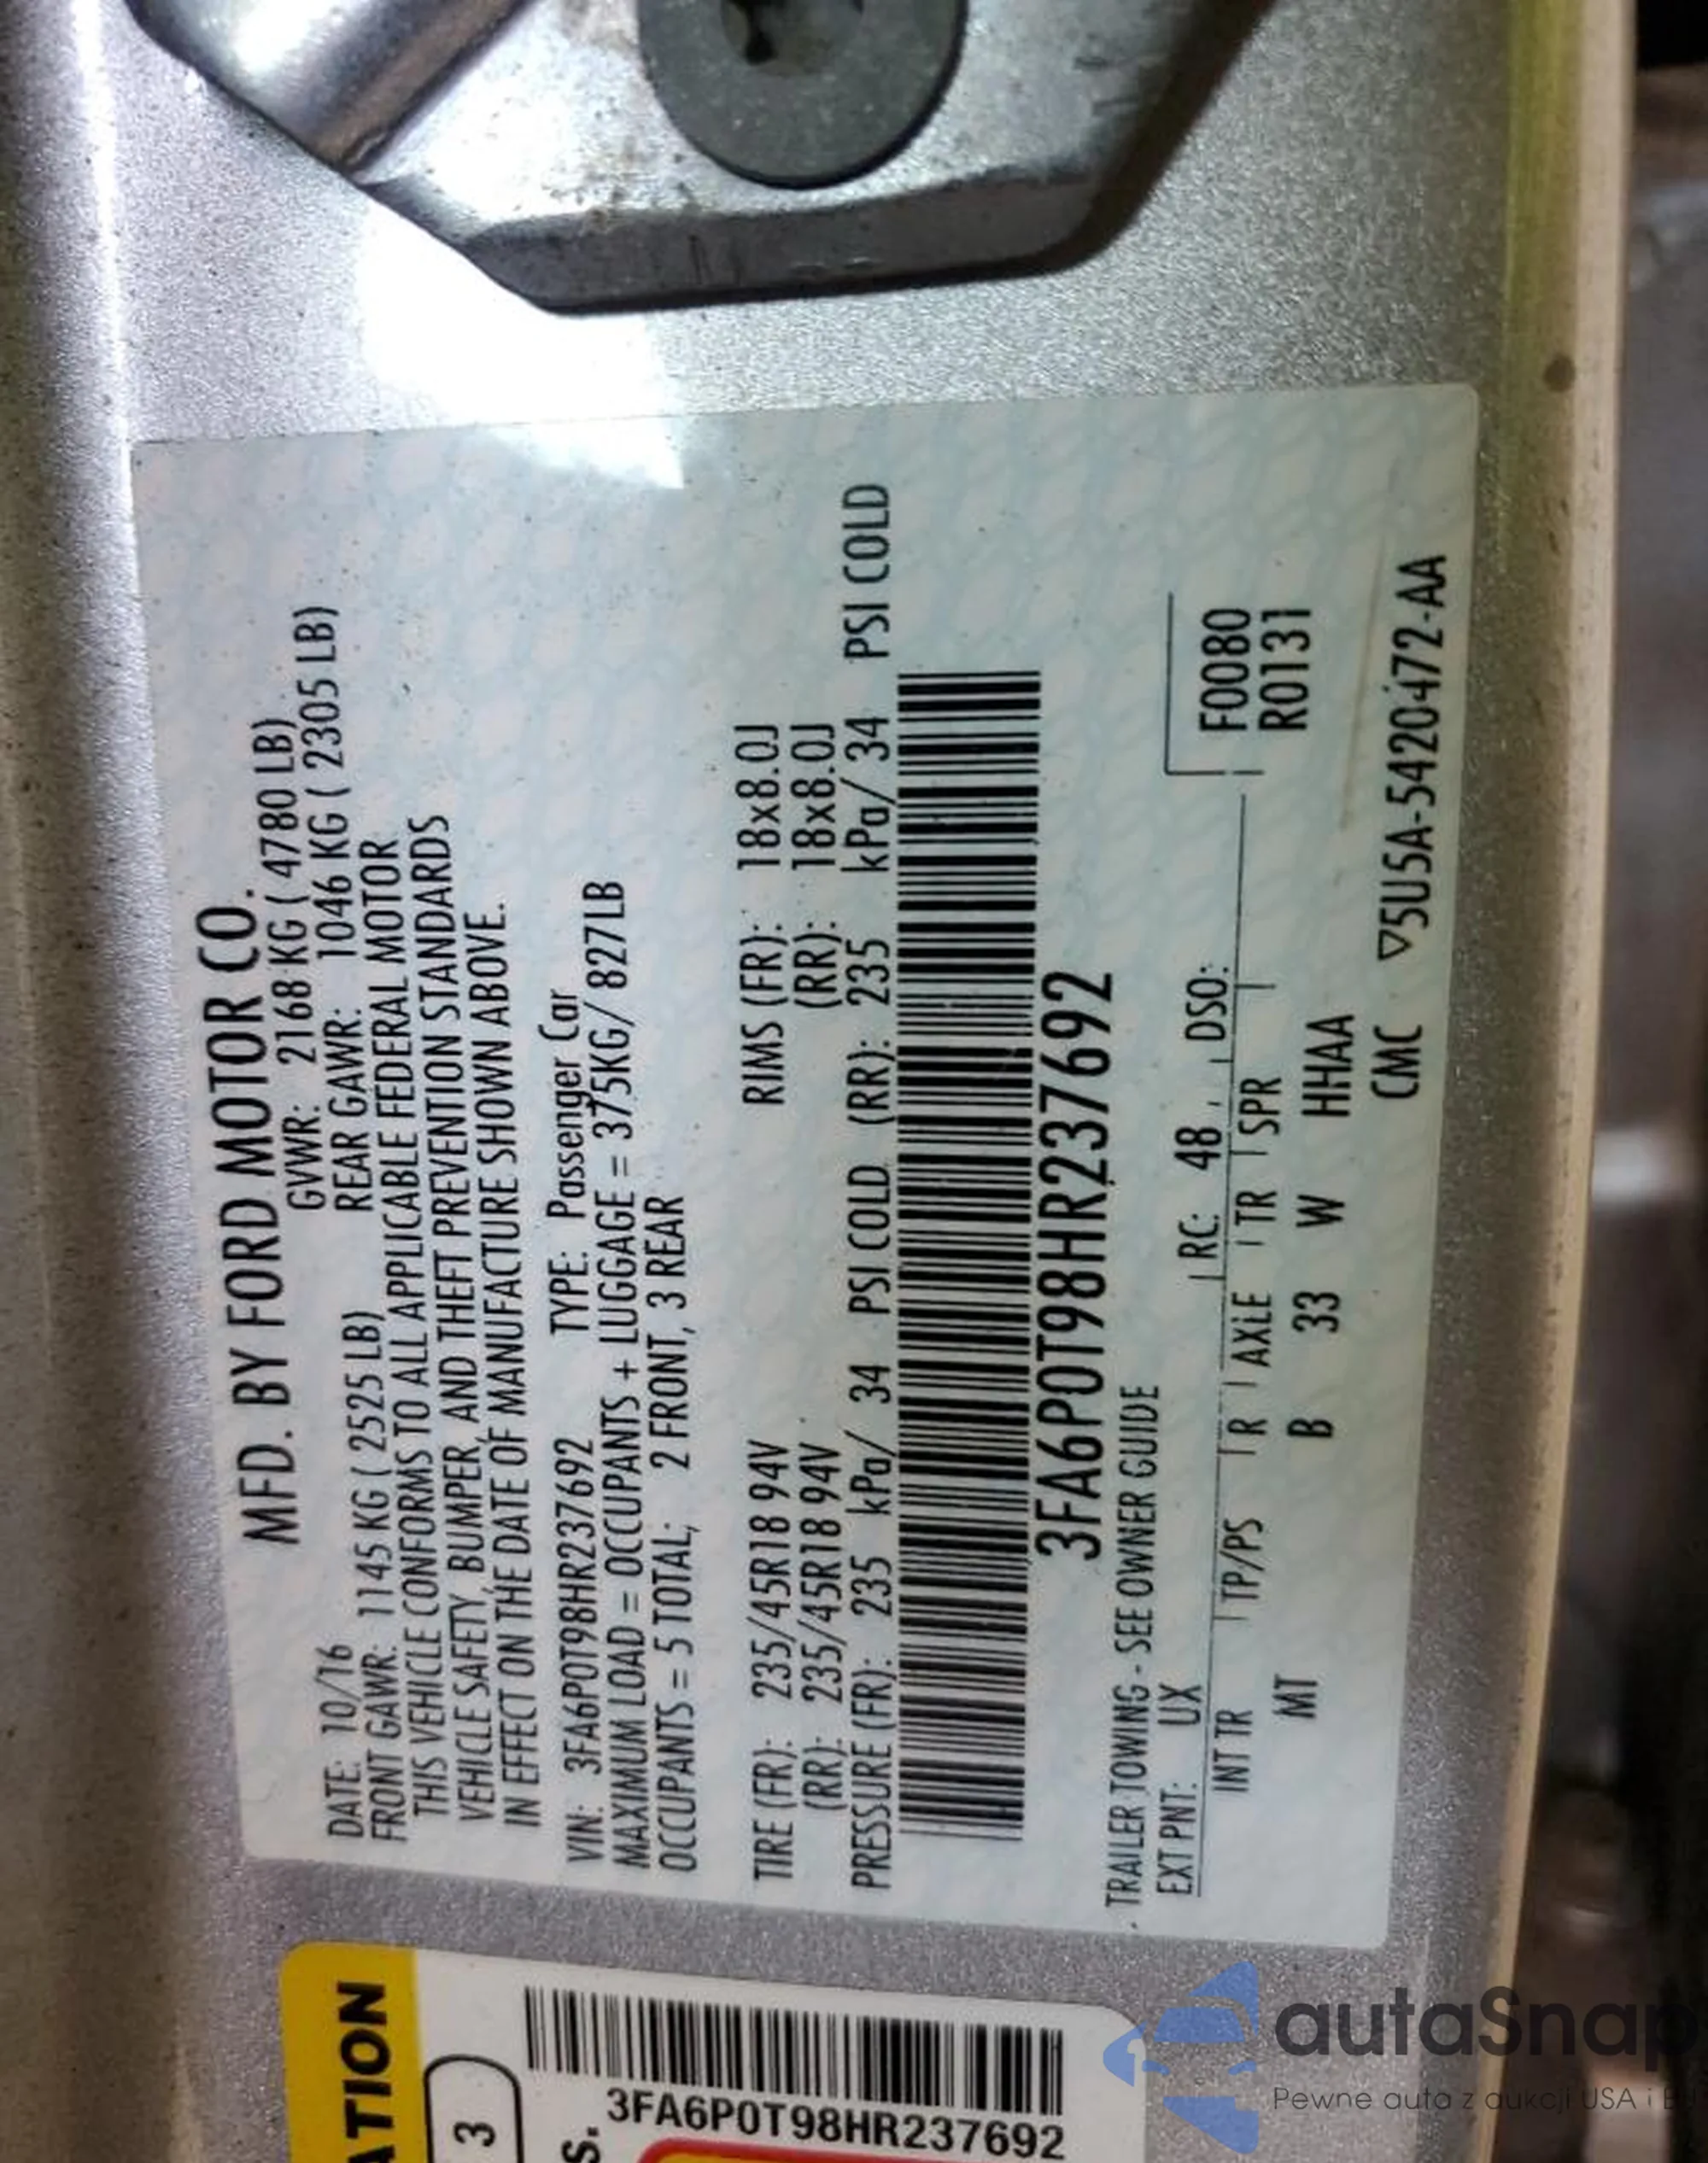 MFD. BY FORD MOTOR CO.
DATE: 10/16 GVWR: 2168 KG ( 4780 LB)
FRONT GAWR: 1145 KG ( 2525 LB) REAR GAWR: 1046 KG ( 2305 LB)
THIS VEHICLE CONFORMS TO ALL APPLICABLE FEDERAL MOTOR
VEHICLE SAFETY, BUMPER, AND THEFT PREVENTION STANDARDS
IN EFFECT ON THE DATE OF MANUFACTURE SHOWN ABOVE.
VIN: 3FA6P0T98HR237692 TYPE: Passenger Car
MAXIMUM LOAD = OCCUPANTS + LUGGAGE = 375KG/ 827LB
OCCUPANTS = 5 TOTAL; 2 FRONT, 3 REAR
TIRE (FR): 235/45R18 94V RIMS (FR): 18x8.0J
(RR): 235/45R18 94V (RR): 18x8.0J
PRESSURE (FR): 235 kPa/ 34 PSI COLD (RR): 235 kPa/ 34 PSI COLD
3FA6P0T98HR237692
TRAILER TOWING - SEE OWNER GUIDE
EXT PNT: UX RC: 48 DSO:
INT TR TP/PS R AXLE TR SPR F0080
MT B 33 W HHAA R0131
CMC ▽5U5A-5420472-AA
ATION
3
S.
3FA6P0T98HR237692
autaSnap
Pewne auta z aukcji USA i